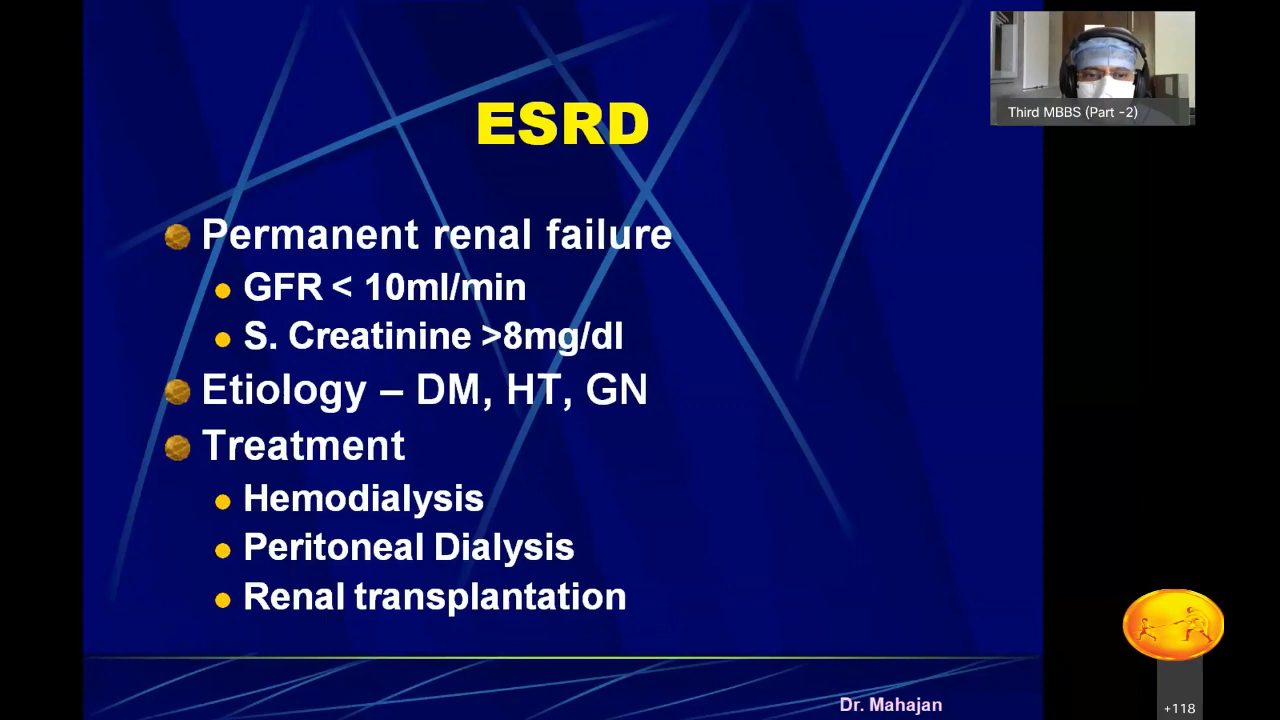 Third MBBS (Part -2)
ESRD
Permanent renal failure
GFR < 10ml/min
S. Creatinine >8mg/dl
Etiology – DM, HT, GN
Treatment
Hemodialysis
Peritoneal Dialysis
Renal transplantation
Dr. Mahajan
+118